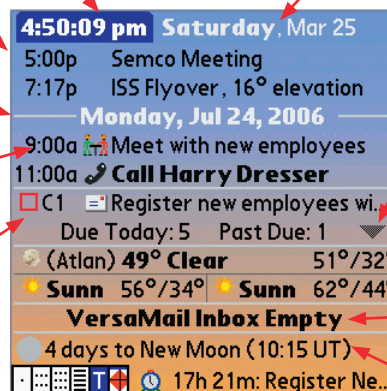 4:50:09 pm Saturday, Mar 25
5:00p Semco Meeting
7:17p ISS Flyover, 16° elevation
Monday, Jul 24, 2006
9:00a Meet with new employees
11:00a Call Harry Dresser
C1 Register new employees wi..
Due Today: 5 Past Due: 1
(Atlan) 49° Clear 51°/32°
Sunn 56°/34° Sunn 62°/44°
VersaMail Inbox Empty
4 days to New Moon (10:15 UT)
T 17h 21m: Register Ne..